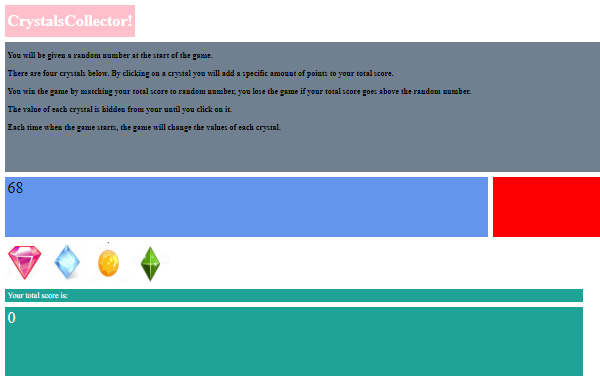 CrystalsCollector!
You will be given a random number at the start of the game.
There are four crystals below. By clicking on a crystal you will add a specific amount of points to your total score.
You win the game by matching your total score to random number, you lose the game if your total score goes above the random number.
The value of each crystal is hidden from your until you click on it.
Each time when the game starts, the game will change the values of each crystal.
68
Your total score is:
0